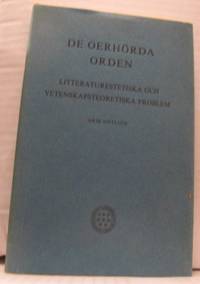 DE OERHÖRDA
ORDEN
LITTERATURESTETISKA OCH
VETENSKAPSTEORETISKA PROBLEM